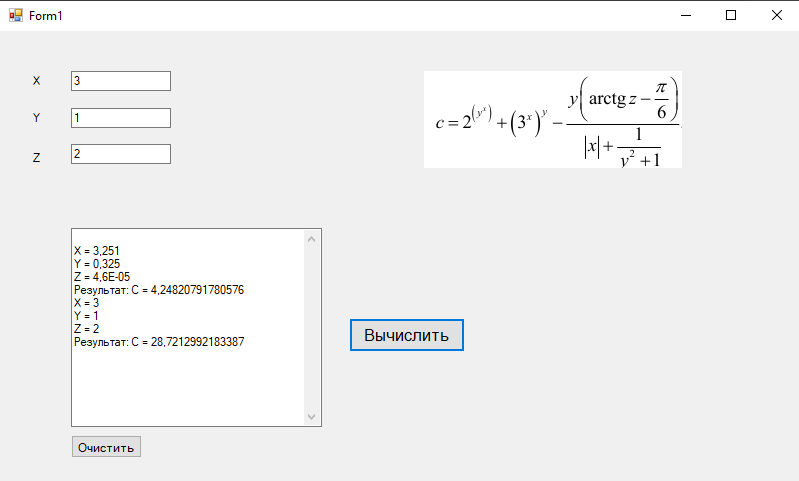 Form1
X 3
Y 1
Z 2
c = 2^(y^x) + (3^x)^y − y(arctg z − π/6) / (|x| + 1/(y² + 1))
X = 3,251
Y = 0,325
Z = 4,6E-05
Результат: C = 4,24820791780576
X = 3
Y = 1
Z = 2
Результат: C = 28,7212992183387
Вычислить
Очистить